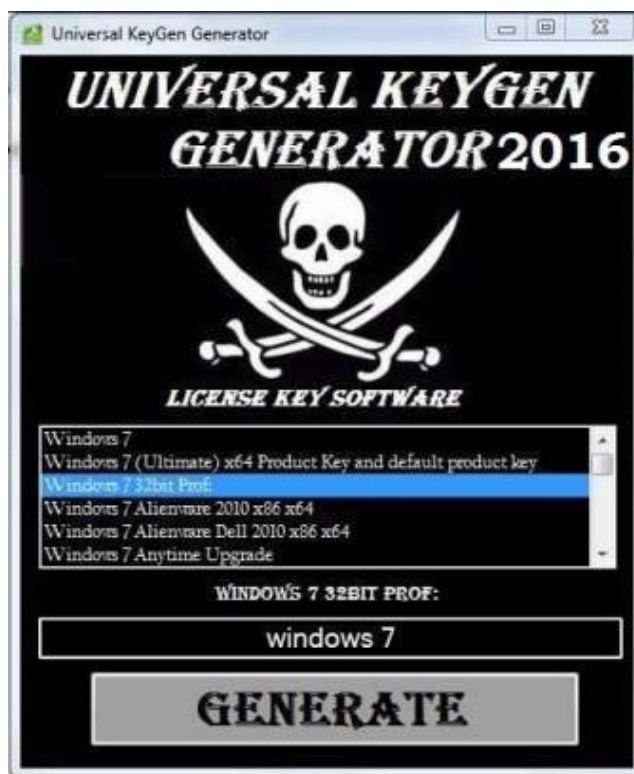 Universal KeyGen Generator
UNIVERSAL KEYGEN
GENERATOR 2016
LICENSE KEY SOFTWARE
Windows 7
Windows 7 (Ultimate) x64 Product Key and default product key
Windows 7 32bit Prof:
Windows 7 Alienware 2010 x86 x64
Windows 7 Alienware Dell 2010 x86 x64
Windows 7 Anytime Upgrade
WINDOWS 7 32BIT PROF:
windows 7
GENERATE